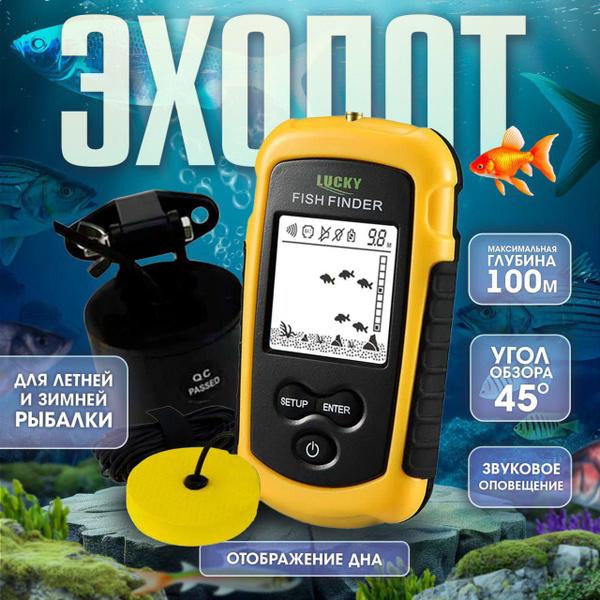 ЭХОЛОТ
LUCKY
FISH FINDER
9.8 M
МАКСИМАЛЬНАЯ
ГЛУБИНА
100М
QC
PASSED
ДЛЯ ЛЕТНЕЙ
И ЗИМНЕЙ
РЫБАЛКИ
УГОЛ
ОБЗОРА
45°
SETUP ENTER
ЗВУКОВОЕ
ОПОВЕЩЕНИЕ
ОТОБРАЖЕНИЕ ДНА